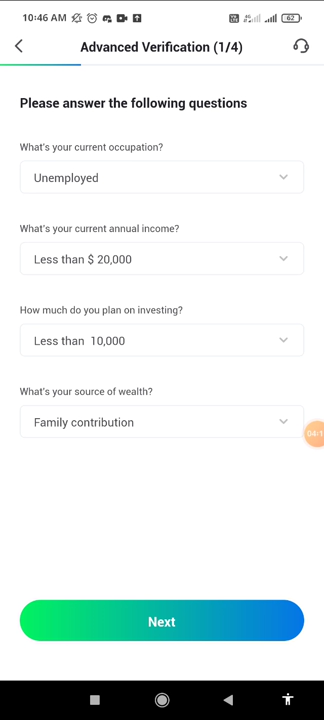 10:46 AM
62
Advanced Verification (1/4)
Please answer the following questions
What's your current occupation?
Unemployed
What's your current annual income?
Less than $ 20,000
How much do you plan on investing?
Less than 10,000
What's your source of wealth?
Family contribution
04:1
Next